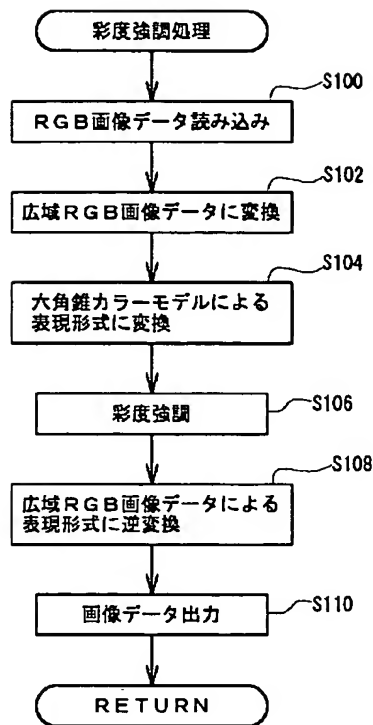 彩度強調処理
S100
RGB画像データ読み込み
S102
広域RGB画像データに変換
S104
六角錐カラーモデルによる
表現形式に変換
S106
彩度強調
S108
広域RGB画像データによる
表現形式に逆変換
S110
画像データ出力
RETURN